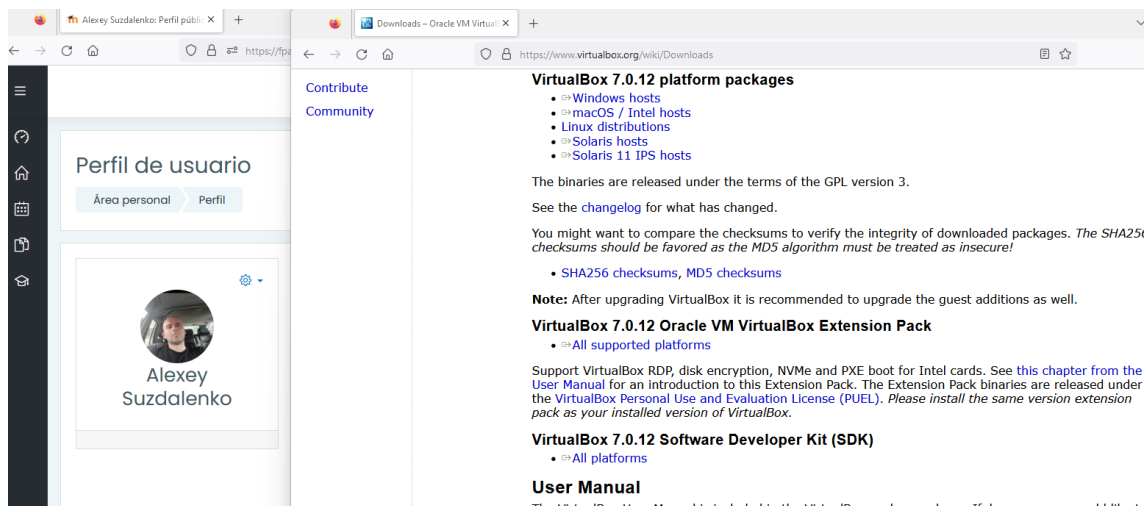 Alexey Suzdalenko: Perfil públic
https://fpa
Perfil de usuario
Área personal
Perfil
Alexey
Suzdalenko
Downloads – Oracle VM Virtual
https://www.virtualbox.org/wiki/Downloads
Contribute
Community
VirtualBox 7.0.12 platform packages
Windows hosts
macOS / Intel hosts
Linux distributions
Solaris hosts
Solaris 11 IPS hosts
The binaries are released under the terms of the GPL version 3.
See the changelog for what has changed.
You might want to compare the checksums to verify the integrity of downloaded packages. The SHA256
checksums should be favored as the MD5 algorithm must be treated as insecure!
SHA256 checksums, MD5 checksums
Note: After upgrading VirtualBox it is recommended to upgrade the guest additions as well.
VirtualBox 7.0.12 Oracle VM VirtualBox Extension Pack
All supported platforms
Support VirtualBox RDP, disk encryption, NVMe and PXE boot for Intel cards. See this chapter from the
User Manual for an introduction to this Extension Pack. The Extension Pack binaries are released under
the VirtualBox Personal Use and Evaluation License (PUEL). Please install the same version extension
pack as your installed version of VirtualBox.
VirtualBox 7.0.12 Software Developer Kit (SDK)
All platforms
User Manual